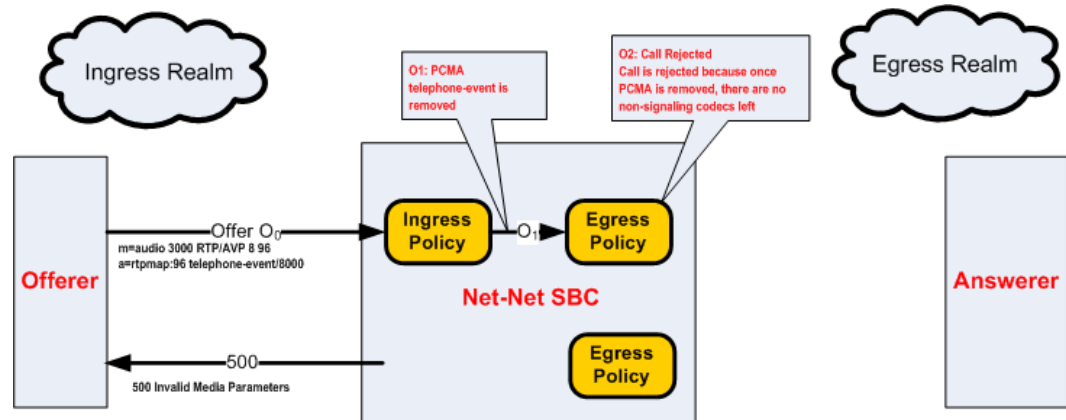 Ingress Realm
Egress Realm
O1: PCMA
telephone-event is
removed
O2: Call Rejected
Call is rejected because once
PCMA is removed, there are no
non-signaling codecs left
Offerer
Offer O0
m=audio 3000 RTP/AVP 8 96
a=rtpmap:96 telephone-event/8000
Ingress
Policy
O1
Egress
Policy
Net-Net SBC
Answerer
500
500 Invalid Media Parameters
Egress
Policy